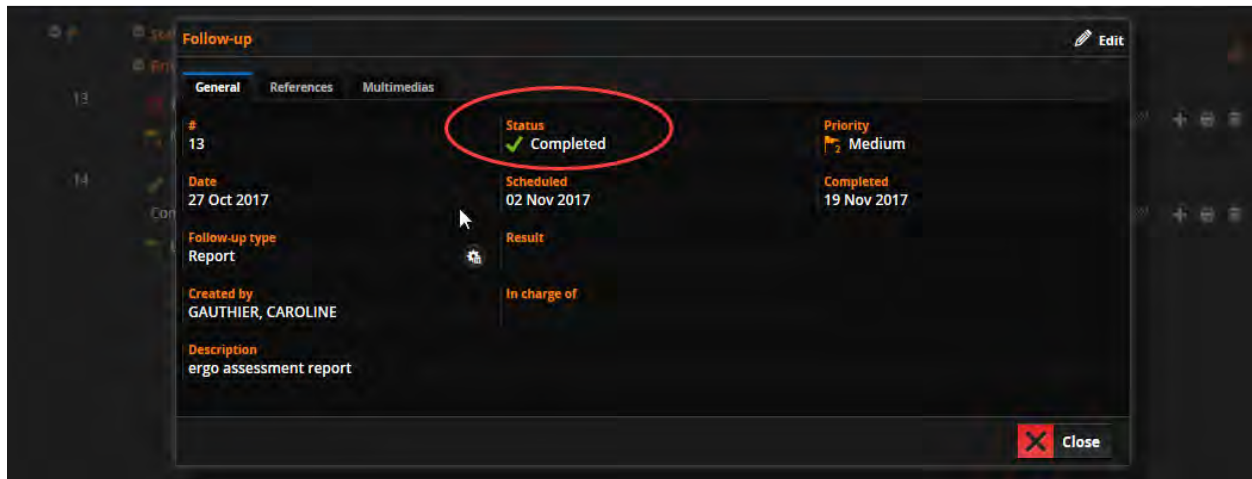 Follow-up
Edit
General References Multimedias
# Status Priority
13 Completed Medium
Date Scheduled Completed
27 Oct 2017 02 Nov 2017 19 Nov 2017
Follow-up type Result
Report
Created by In charge of
GAUTHIER, CAROLINE
Description
ergo assessment report
Close
13
14